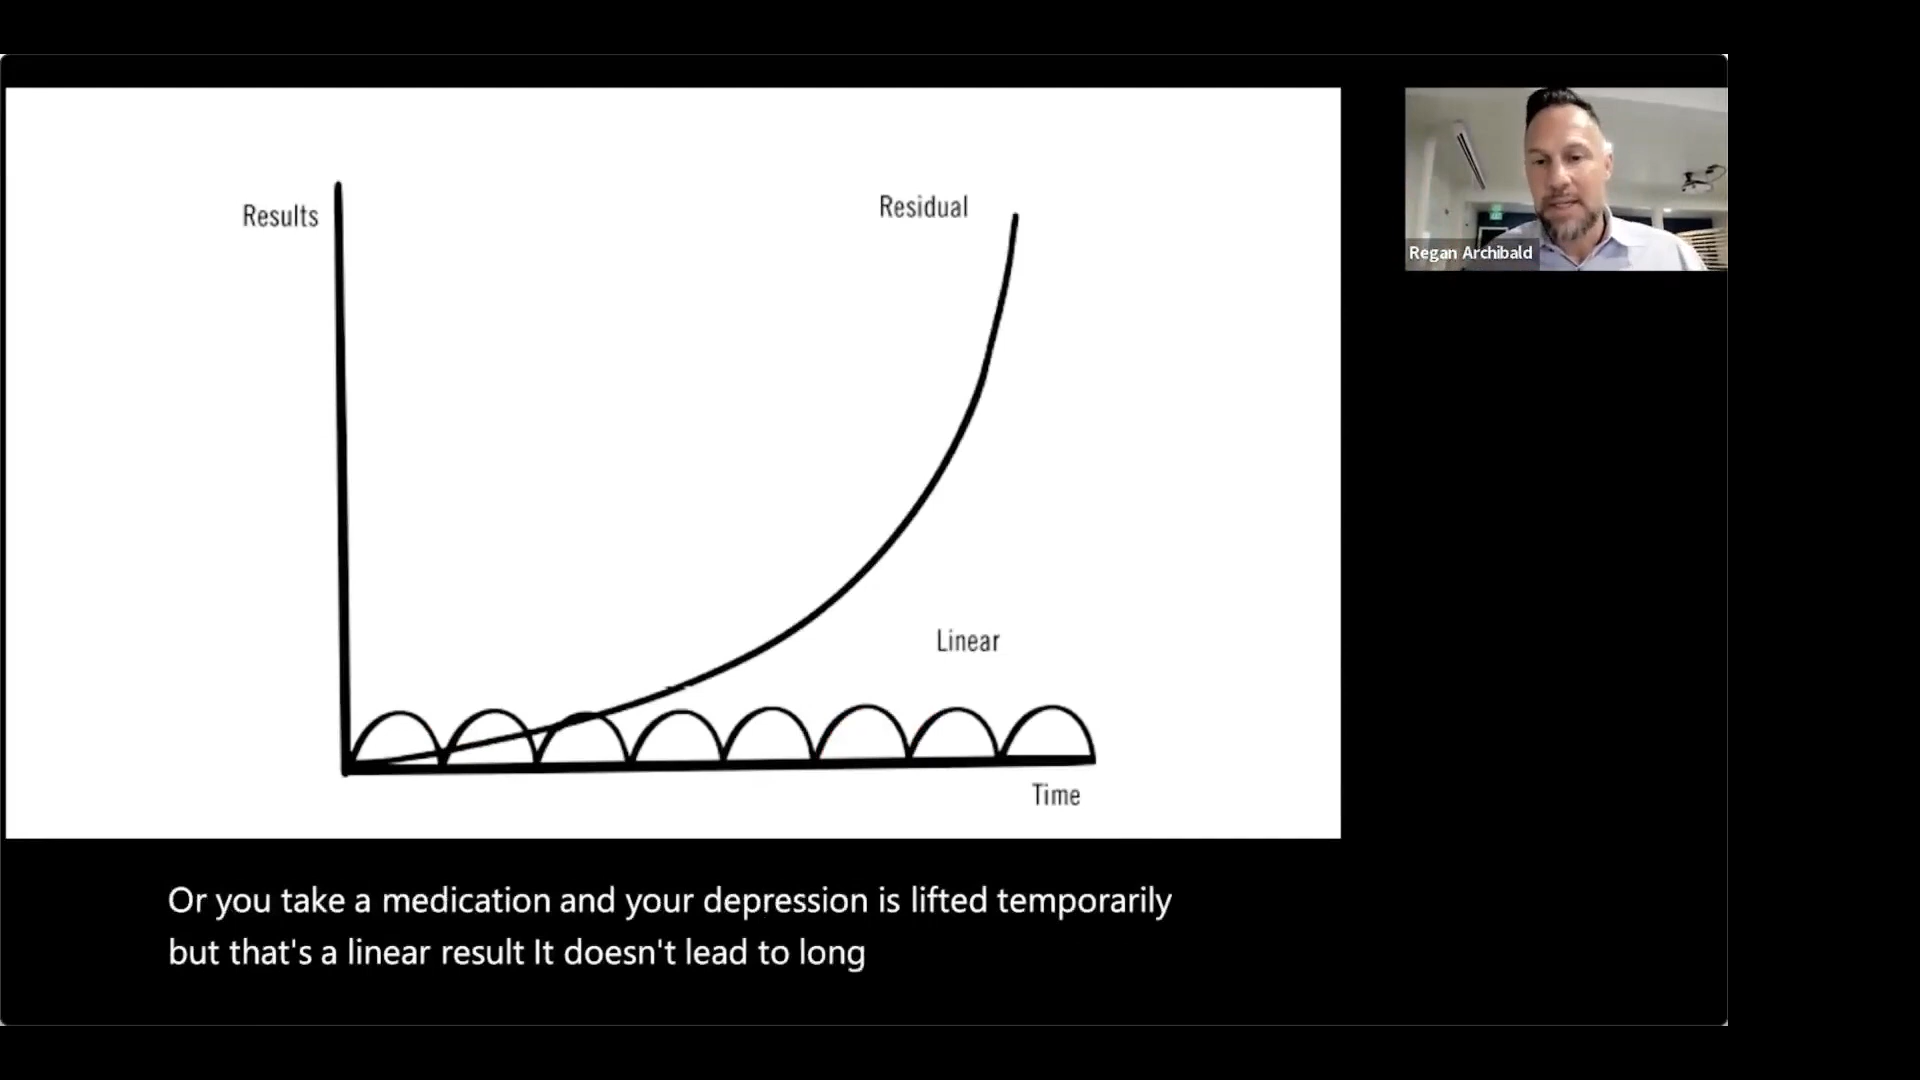 Results
Residual
Regan Archibald
Linear
Time
Or you take a medication and your depression is lifted temporarily
but that's a linear result It doesn't lead to long